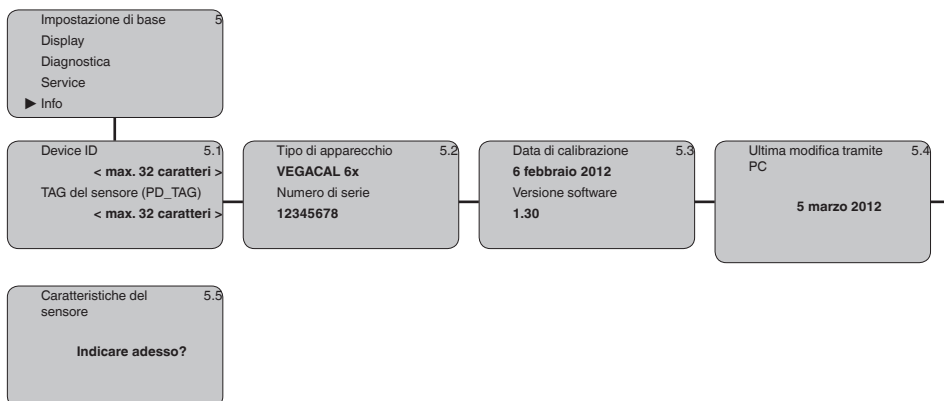 Impostazione di base 5
Display
Diagnostica
Service
▶ Info
Device ID 5.1
< max. 32 caratteri >
TAG del sensore (PD_TAG)
< max. 32 caratteri >
Tipo di apparecchio 5.2
VEGACAL 6x
Numero di serie
12345678
Data di calibrazione 5.3
6 febbraio 2012
Versione software
1.30
Ultima modifica tramite 5.4
PC
5 marzo 2012
Caratteristiche del 5.5
sensore
Indicare adesso?